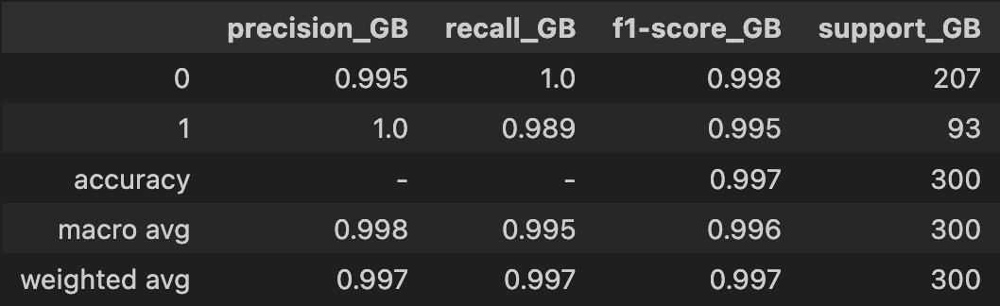 precision_GB recall_GB f1-score_GB support_GB
0 0.995 1.0 0.998 207
1 1.0 0.989 0.995 93
accuracy - - 0.997 300
macro avg 0.998 0.995 0.996 300
weighted avg 0.997 0.997 0.997 300